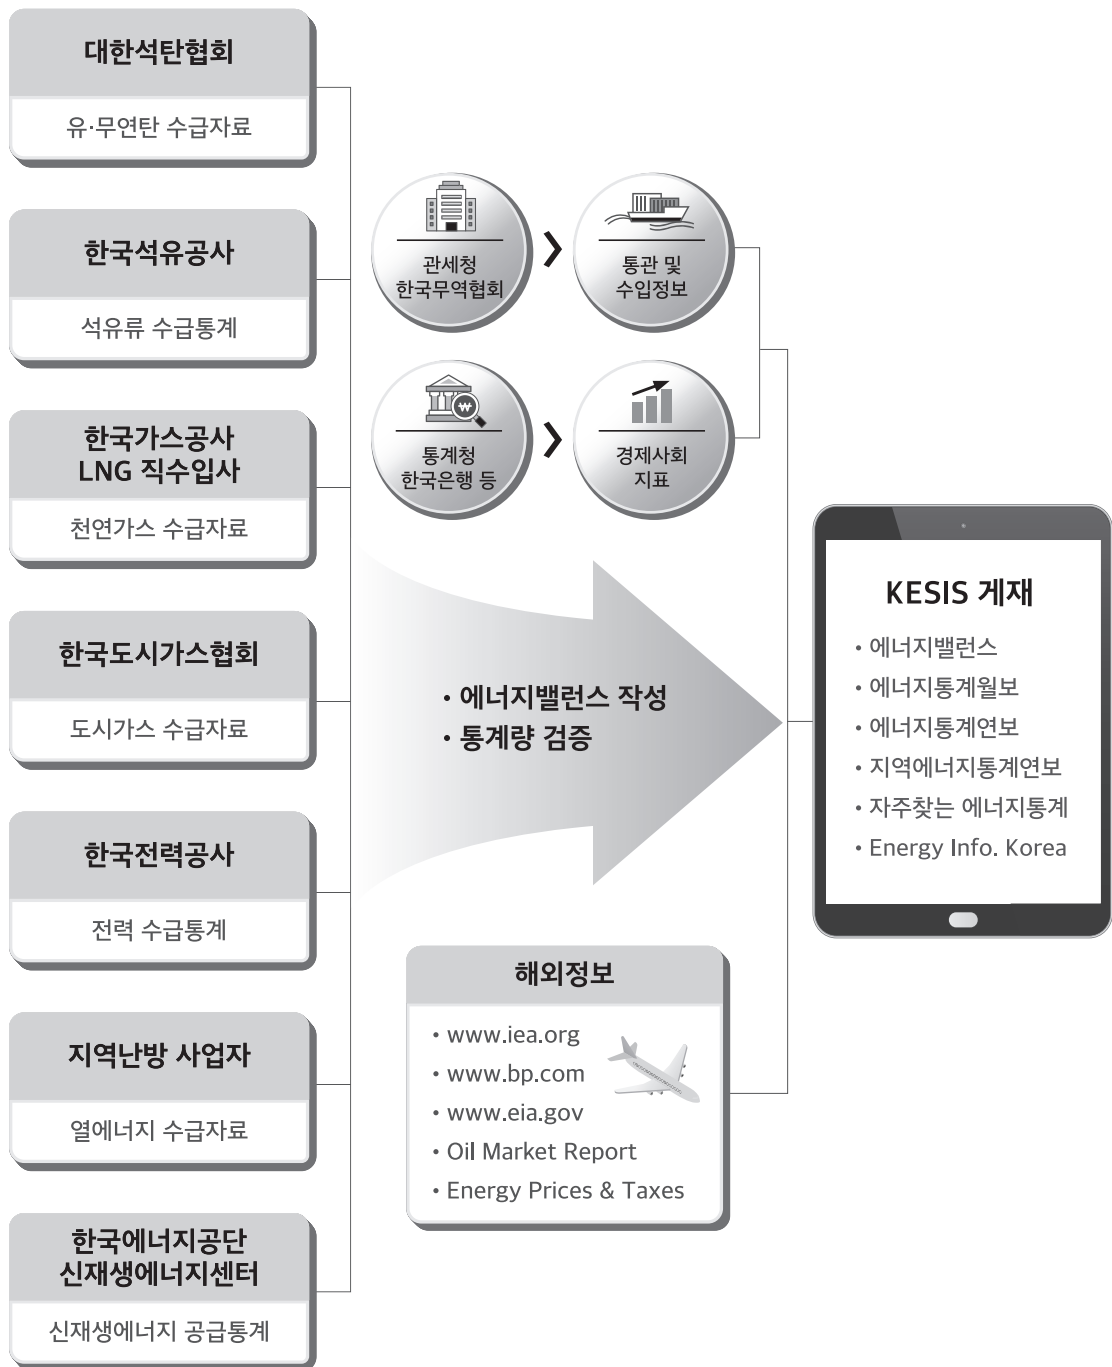 대한석탄협회
유·무연탄 수급자료
한국석유공사
석유류 수급통계
한국가스공사
LNG 직수입사
천연가스 수급자료
한국도시가스협회
도시가스 수급자료
한국전력공사
전력 수급통계
지역난방 사업자
열에너지 수급자료
한국에너지공단
신재생에너지센터
신재생에너지 공급통계
관세청
한국무역협회
통관 및
수입정보
통계청
한국은행 등
경제사회
지표
• 에너지밸런스 작성
• 통계량 검증
해외정보
• www.iea.org
• www.bp.com
• www.eia.gov
• Oil Market Report
• Energy Prices & Taxes
KESIS 게재
• 에너지밸런스
• 에너지통계월보
• 에너지통계연보
• 지역에너지통계연보
• 자주찾는 에너지통계
• Energy Info. Korea